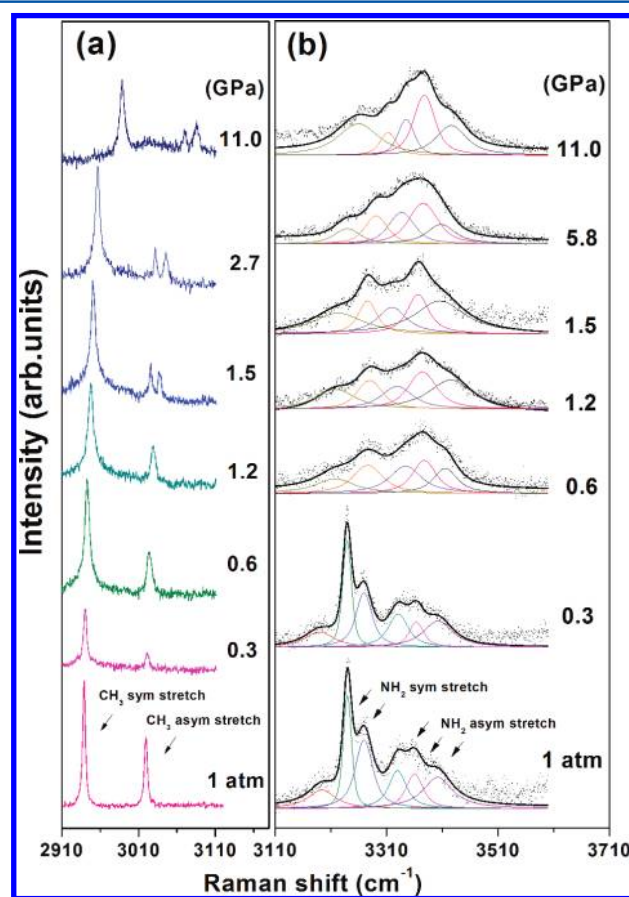 (a)
(b)
(GPa)
(GPa)
11.0
11.0
2.7
5.8
1.5
1.5
1.2
1.2
0.6
0.6
0.3
0.3
CH3 sym stretch
CH3 asym stretch
1 atm
NH2 sym stretch
NH2 asym stretch
1 atm
Intensity (arb.units)
2910 3010 3110 3110 3310 3510 3710
Raman shift (cm-1)